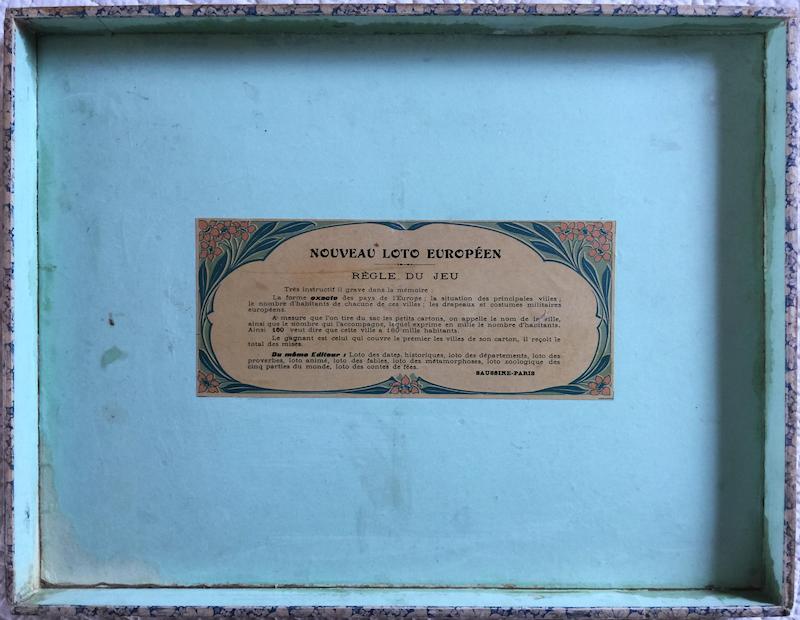 NOUVEAU LOTO EUROPÉEN
RÈGLE DU JEU
Très instructif il grave dans la mémoire :
La forme exacte des pays de l'Europe ; la situation des principales villes ;
le nombre d'habitants de chacune de ces villes ; les drapeaux et costumes militaires
européens.
A mesure que l'on tire du sac les petits cartons, on appelle le nom de la ville,
ainsi que le nombre qui l'accompagne, lequel exprime en mille le nombre d'habitants.
Ainsi 160 veut dire que cette ville a 160 mille habitants.
Le gagnant est celui qui couvre le premier les villes de son carton, il reçoit le
total des mises.
Du même Editeur : Loto des dates, historiques, loto des départements, loto des
proverbes, loto animé, loto des fables, loto des métamorphoses, loto zoologique des
cinq parties du monde, loto des contes de fées.
SAUSSINE-PARIS